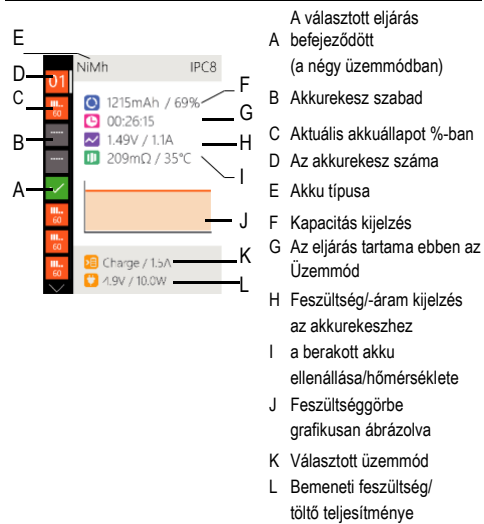 E
D
C
B
A
NiMh IPC8
01
60
1215mAh / 69%
00:26:15
1.49V / 1.1A
209mΩ / 35°C
60
60
60
Charge / 1.5A
4.9V / 10.0W
F
G
H
I
J
K
L
A választott eljárás
A befejeződött
(a négy üzemmódban)
B Akkurekesz szabad
C Aktuális akkuállapot %-ban
D Az akkurekesz száma
E Akku típusa
F Kapacitás kijelzés
G Az eljárás tartama ebben az
Üzemmód
H Feszültség/-áram kijelzés
az akkurekeszhez
I a berakott akku
ellenállása/hőmérséklete
J Feszültséggörbe
grafikusan ábrázolva
K Választott üzemmód
L Bemeneti feszültség/
töltő teljesítménye